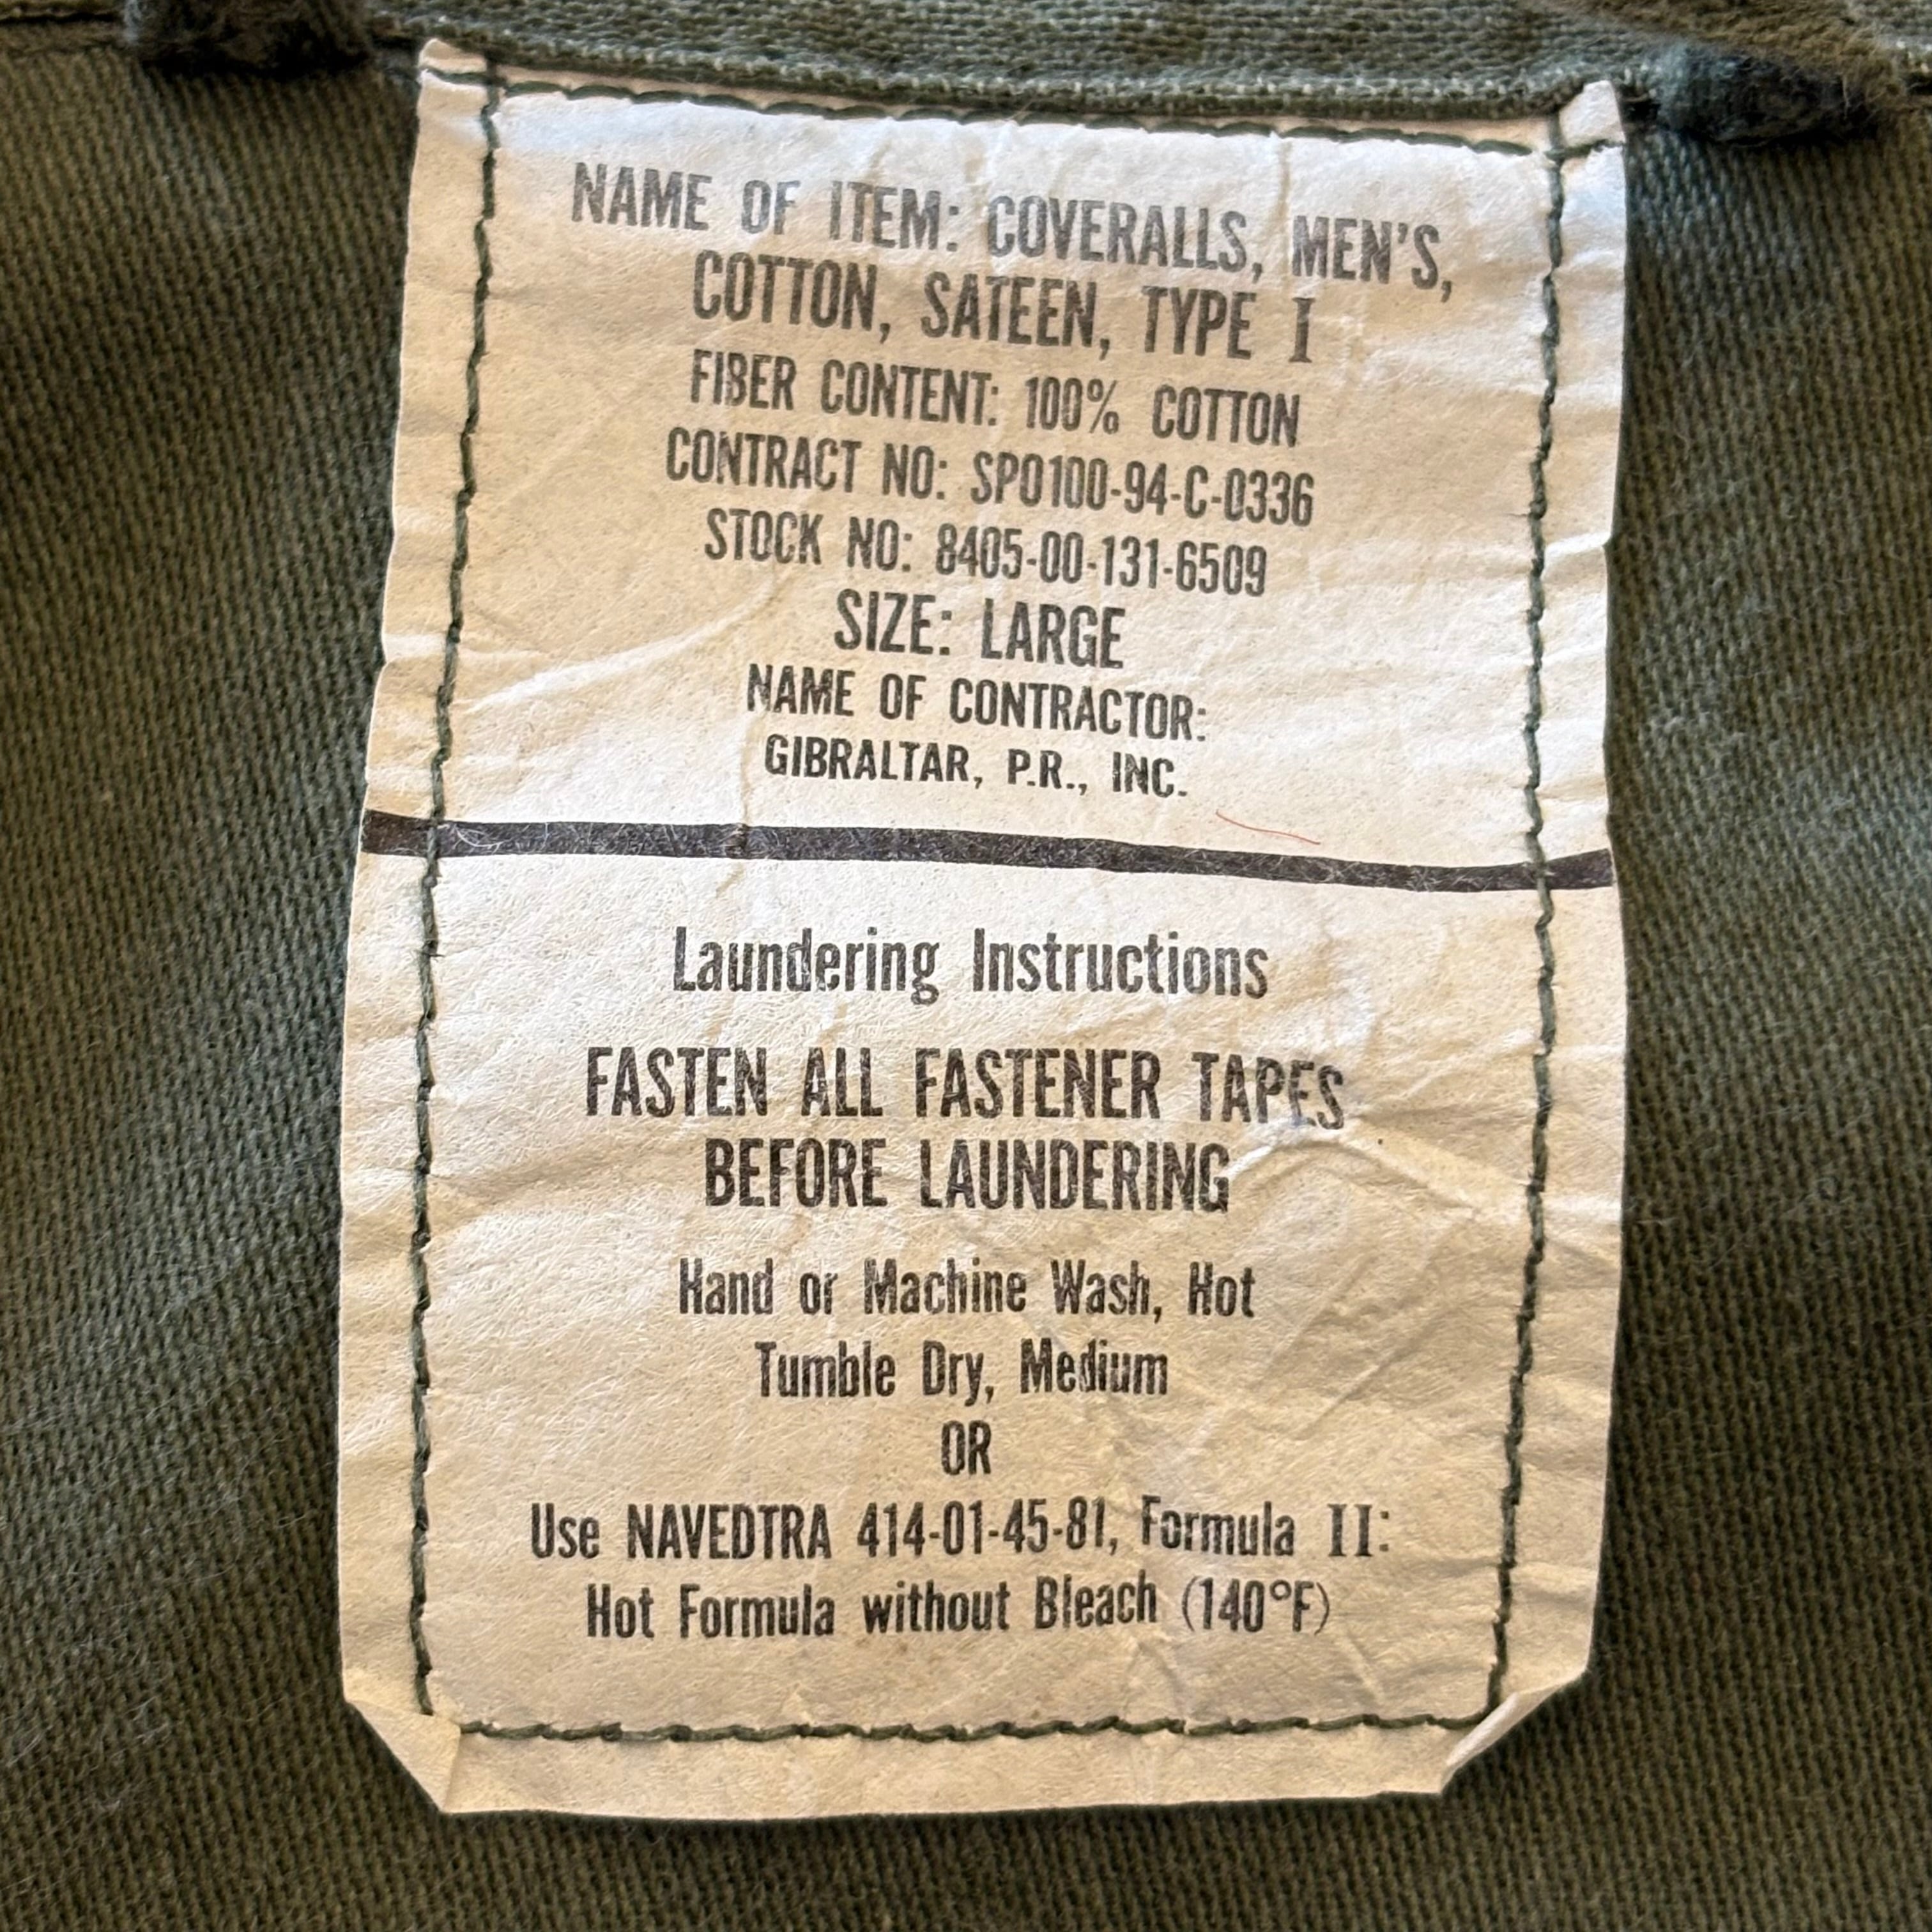 NAME OF ITEM: COVERALLS, MEN'S,
COTTON, SATEEN, TYPE I
FIBER CONTENT: 100% COTTON
CONTRACT NO: SPO100-94-C-0336
STOCK NO: 8405-00-131-6509
SIZE: LARGE
NAME OF CONTRACTOR:
GIBRALTAR, P.R., INC.
Laundering Instructions
FASTEN ALL FASTENER TAPES
BEFORE LAUNDERING
Hand or Machine Wash, Hot
Tumble Dry, Medium
OR
Use NAVEDTRA 414-01-45-81, Formula II:
Hot Formula without Bleach (140°F)